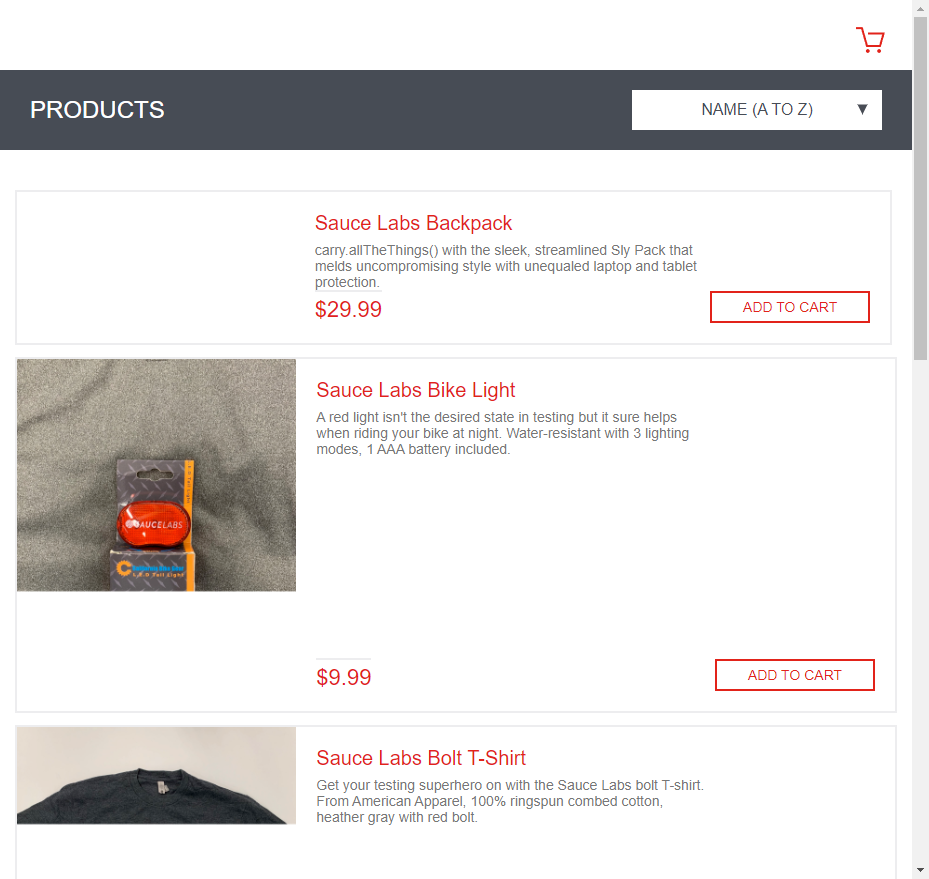 PRODUCTS
NAME (A TO Z)
Sauce Labs Backpack
carry.allTheThings() with the sleek, streamlined Sly Pack that
melds uncompromising style with unequaled laptop and tablet
protection.
$29.99
ADD TO CART
Sauce Labs Bike Light
A red light isn't the desired state in testing but it sure helps
when riding your bike at night. Water-resistant with 3 lighting
modes, 1 AAA battery included.
SAUCELABS
$9.99
ADD TO CART
Sauce Labs Bolt T-Shirt
Get your testing superhero on with the Sauce Labs bolt T-shirt.
From American Apparel, 100% ringspun combed cotton,
heather gray with red bolt.